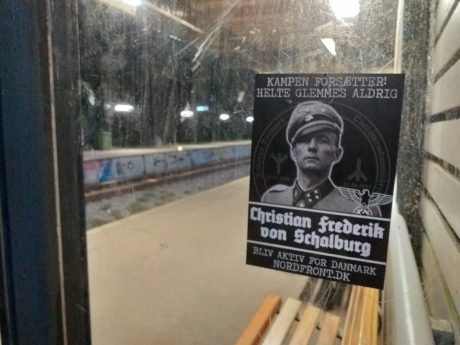 KAMPEN FORSÆTTER!
HELTE GLEMMES ALDRIG
Christian Frederik
von Schalburg
BLIV AKTIV FOR DANMARK
NORDFRONT.DK